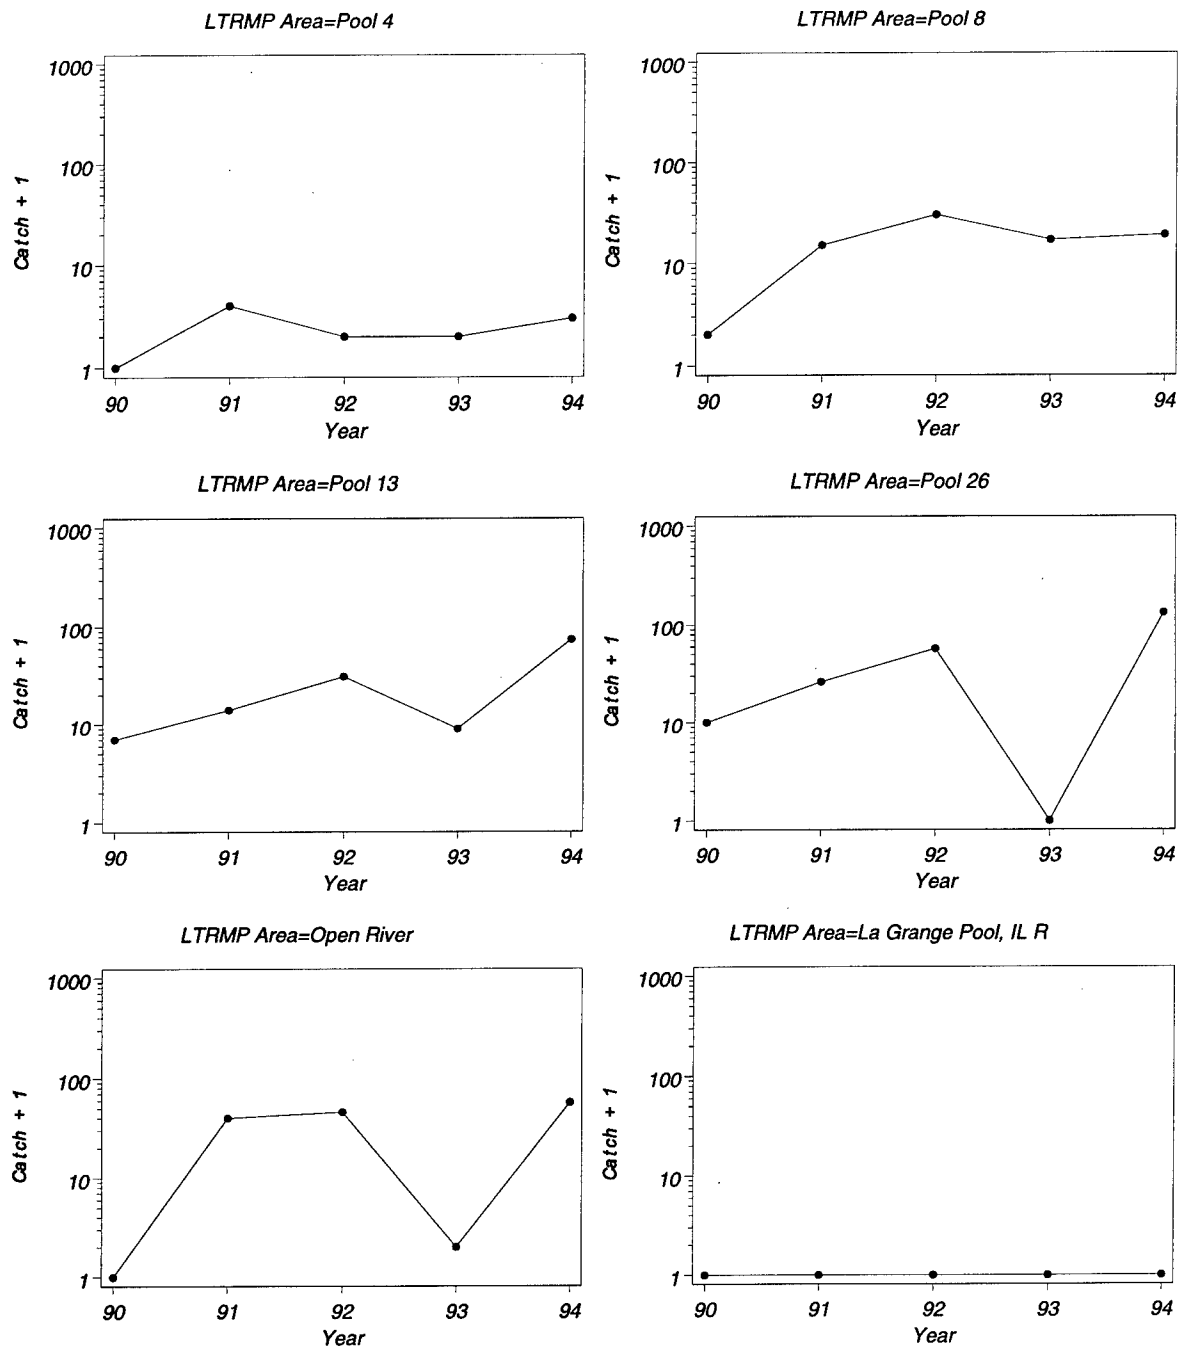 LTRMP Area=Pool 4
1000
100
10
1
Catch + 1
90 91 92 93 94
Year
LTRMP Area=Pool 8
1000
100
10
1
Catch + 1
90 91 92 93 94
Year
LTRMP Area=Pool 13
1000
100
10
1
Catch + 1
90 91 92 93 94
Year
LTRMP Area=Pool 26
1000
100
10
1
Catch + 1
90 91 92 93 94
Year
LTRMP Area=Open River
1000
100
10
1
Catch + 1
90 91 92 93 94
Year
LTRMP Area=La Grange Pool, IL R
1000
100
10
1
Catch + 1
90 91 92 93 94
Year